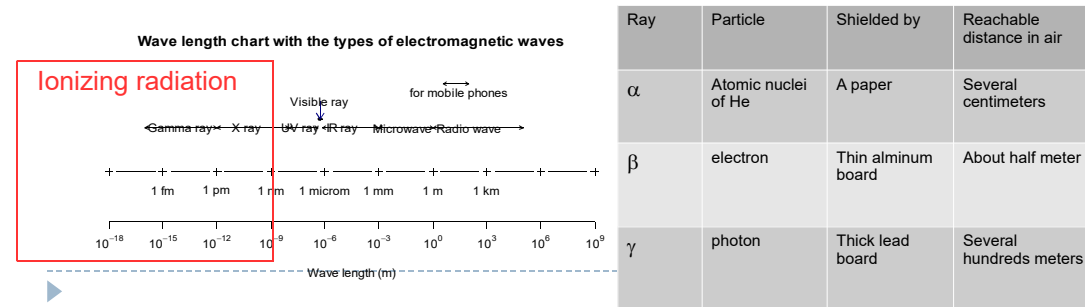 Wave length chart with the types of electromagnetic waves
Ionizing radiation
for mobile phones
Visible ray
Gamma ray X ray UV ray IR ray Microwave Radio wave
1 fm 1 pm 1 nm 1 microm 1 mm 1 m 1 km
10⁻¹⁸ 10⁻¹⁵ 10⁻¹² 10⁻⁹ 10⁻⁶ 10⁻³ 10⁰ 10³ 10⁶ 10⁹
Wave length (m)
Ray Particle Shielded by Reachable
distance in air
α Atomic nuclei A paper Several
of He centimeters
β electron Thin alminum About half meter
board
γ photon Thick lead Several
board hundreds meters